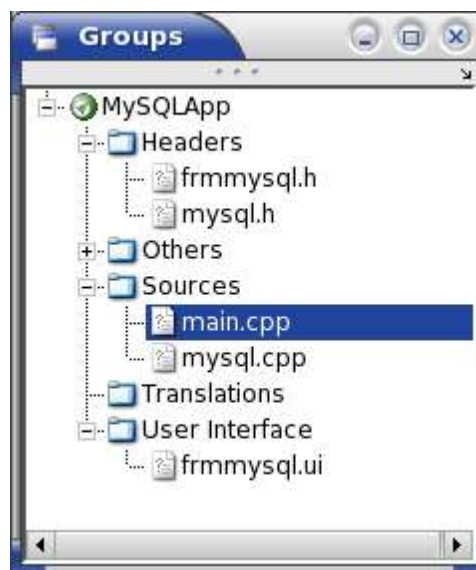 Groups
MySQLApp
Headers
frmmysql.h
mysql.h
Others
Sources
main.cpp
mysql.cpp
Translations
User Interface
frmmysql.ui